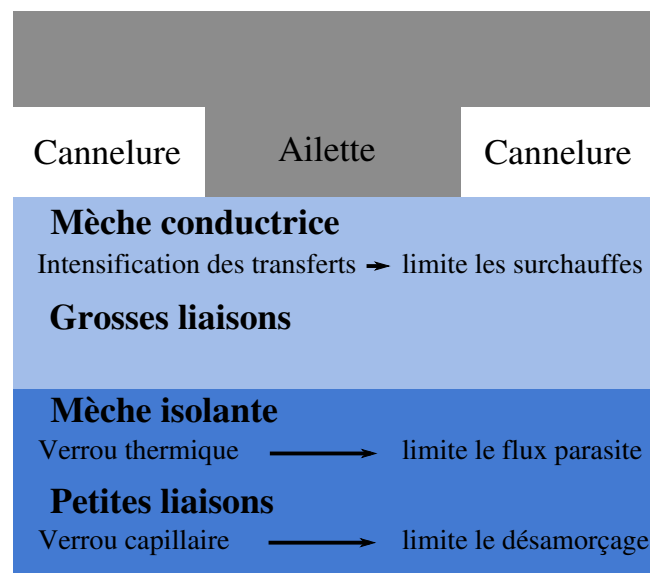 Cannelure Ailette Cannelure
Mèche conductrice
Intensification des transferts → limite les surchauffes
Grosses liaisons
Mèche isolante
Verrou thermique → limite le flux parasite
Petites liaisons
Verrou capillaire → limite le désamorçage